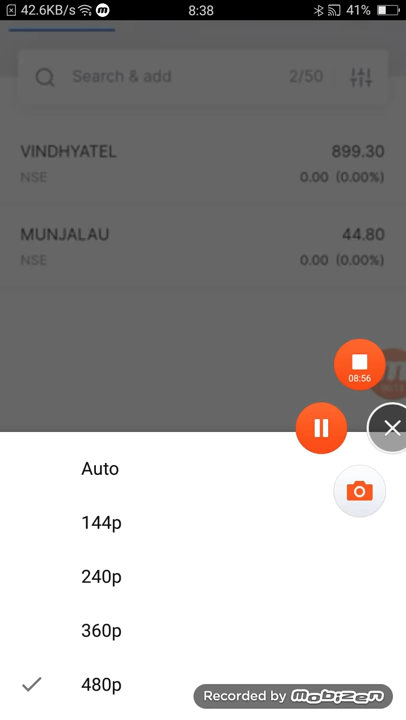 42.6KB/s 8:38 41%
Search & add 2/50
VINDHYATEL 899.30
NSE 0.00 (0.00%)
MUNJALAU 44.80
NSE 0.00 (0.00%)
08:56
Auto
144p
240p
360p
480p
Recorded by mobizen